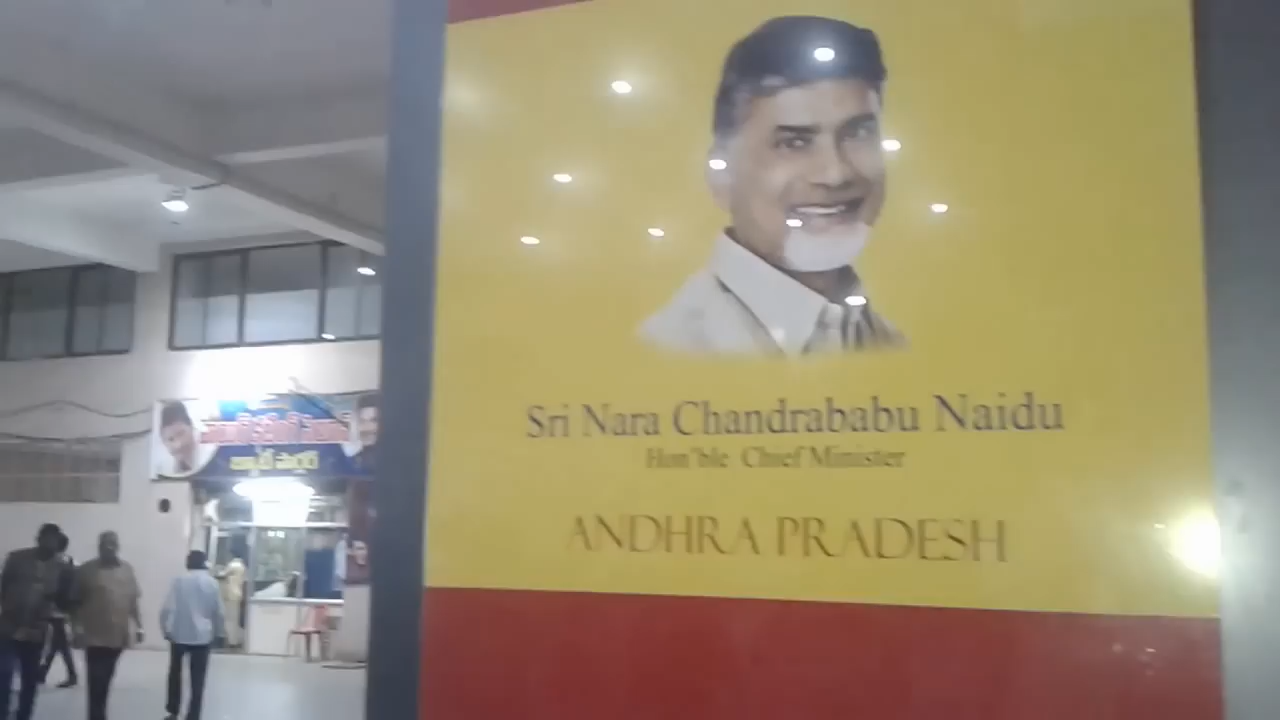 Sri Nara Chandrababu Naidu
Hon'ble Chief Minister
ANDHRA PRADESH